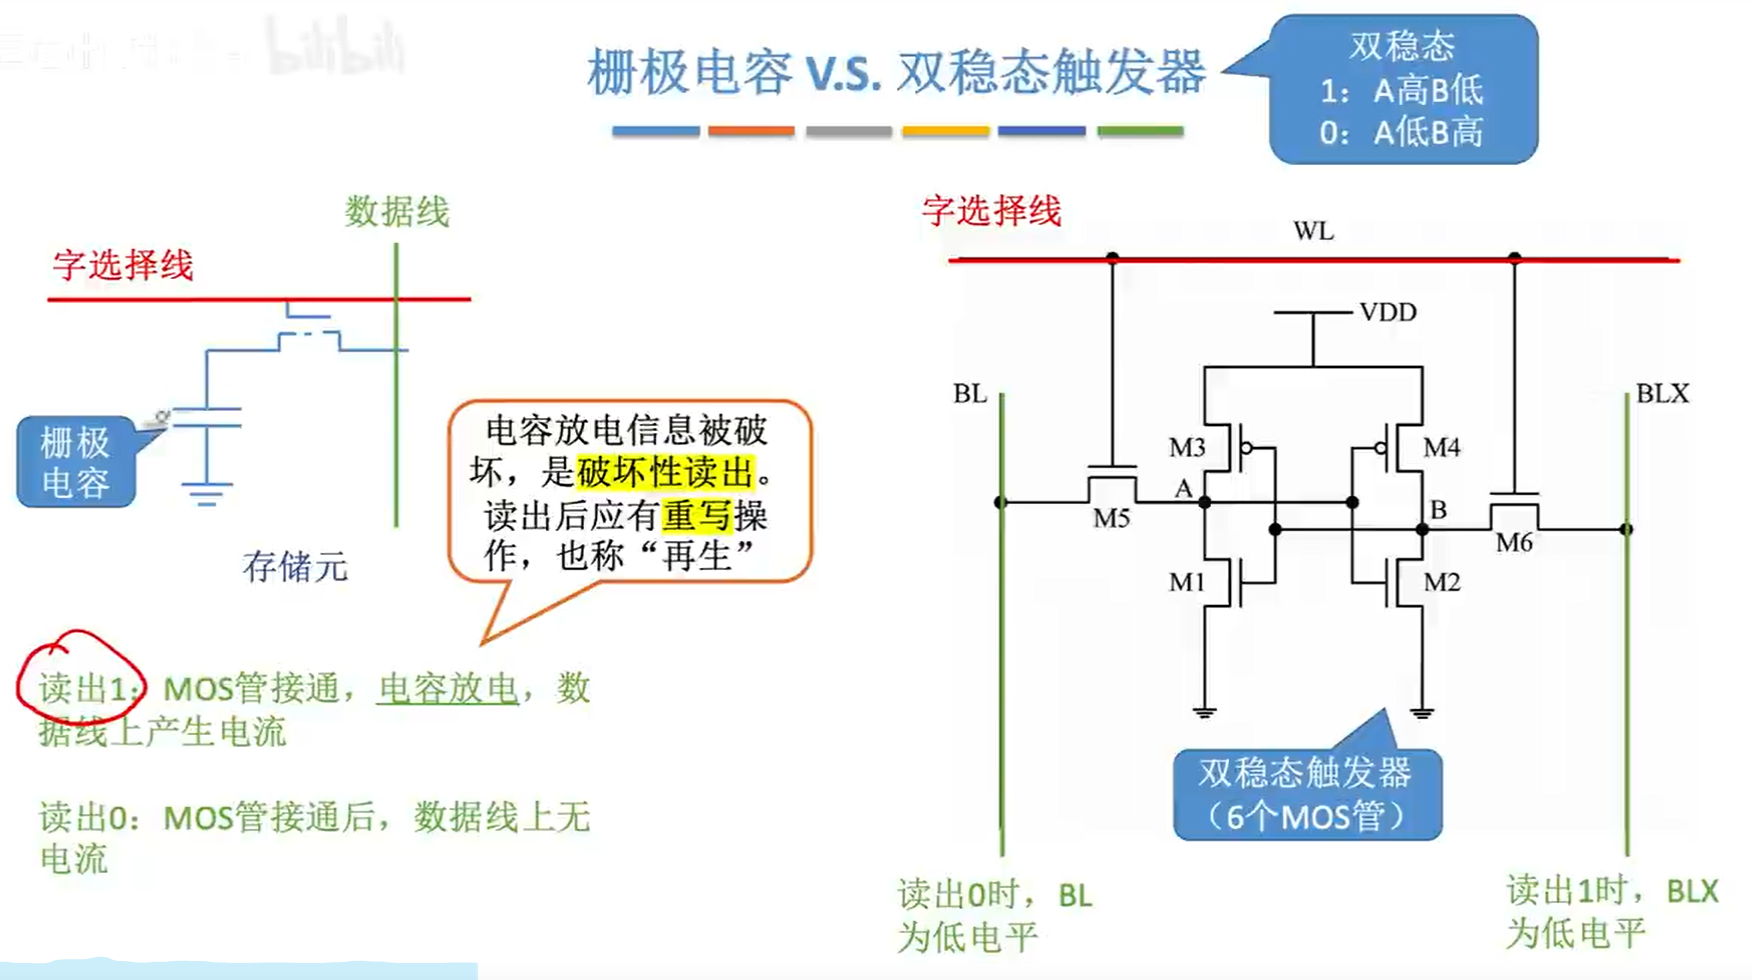 bilibili
栅极电容 V.S. 双稳态触发器
双稳态
1：A高B低
0：A低B高
数据线
字选择线
栅极
电容
存储元
电容放电信息被破
坏，是破坏性读出。
读出后应有重写操
作，也称“再生”
读出1：MOS管接通，电容放电，数
据线上产生电流
读出0：MOS管接通后，数据线上无
电流
字选择线
WL
VDD
BL
BLX
M3
M4
A
B
M5
M6
M1
M2
双稳态触发器
（6个MOS管）
读出0时，BL
为低电平
读出1时，BLX
为低电平